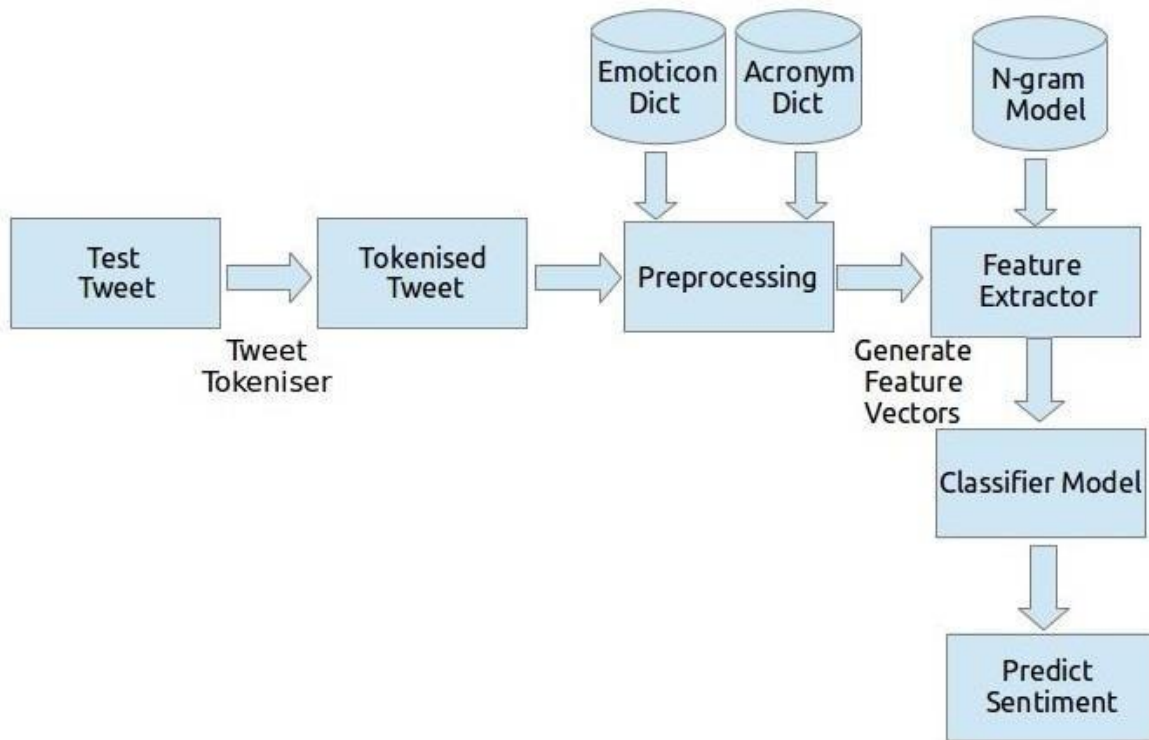 Emoticon
Dict
Acronym
Dict
N-gram
Model
Test
Tweet
Tokenised
Tweet
Preprocessing
Feature
Extractor
Tweet
Tokeniser
Generate
Feature
Vectors
Classifier Model
Predict
Sentiment